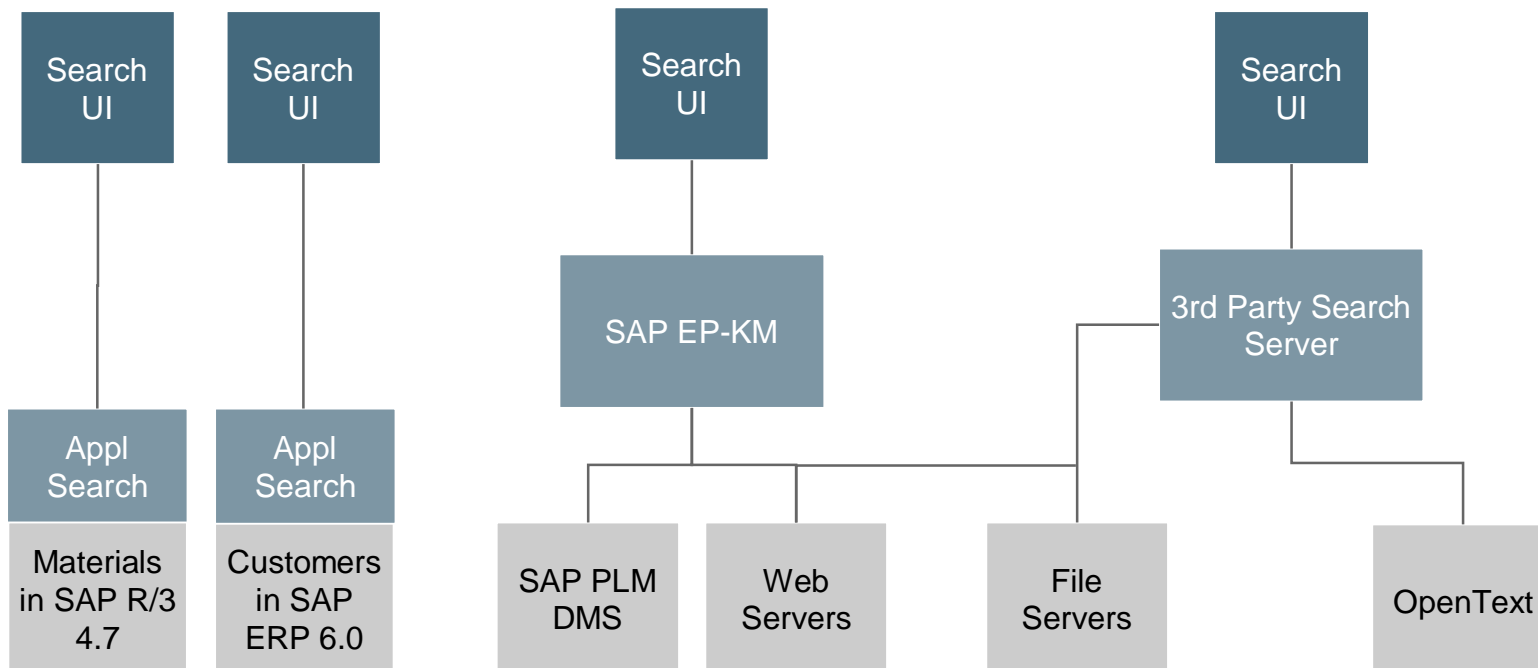 Search
UI
Search
UI
Search
UI
Search
UI
SAP EP-KM
3rd Party Search
Server
Appl
Search
Appl
Search
Materials
in SAP R/3
4.7
Customers
in SAP
ERP 6.0
SAP PLM
DMS
Web
Servers
File
Servers
OpenText